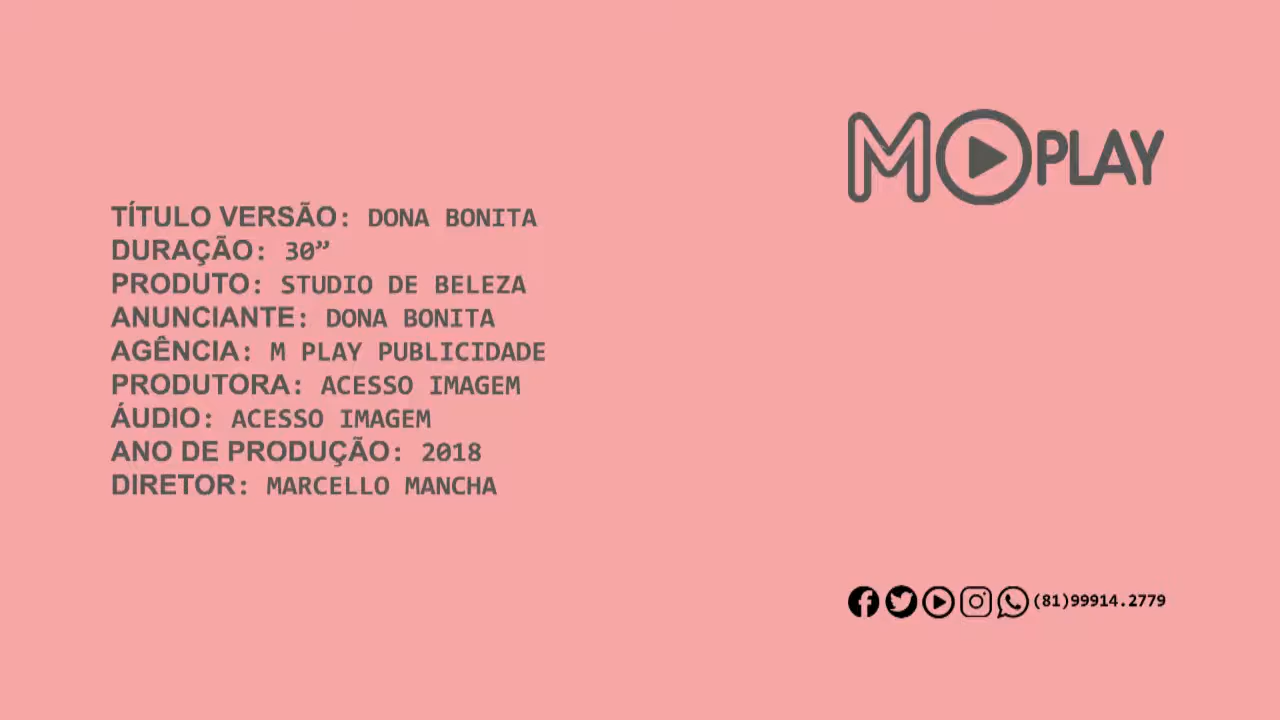 M PLAY
TÍTULO VERSÃO: DONA BONITA
DURAÇÃO: 30”
PRODUTO: STUDIO DE BELEZA
ANUNCIANTE: DONA BONITA
AGÊNCIA: M PLAY PUBLICIDADE
PRODUTORA: ACESSO IMAGEM
ÁUDIO: ACESSO IMAGEM
ANO DE PRODUÇÃO: 2018
DIRETOR: MARCELLO MANCHA
(81)99914.2779